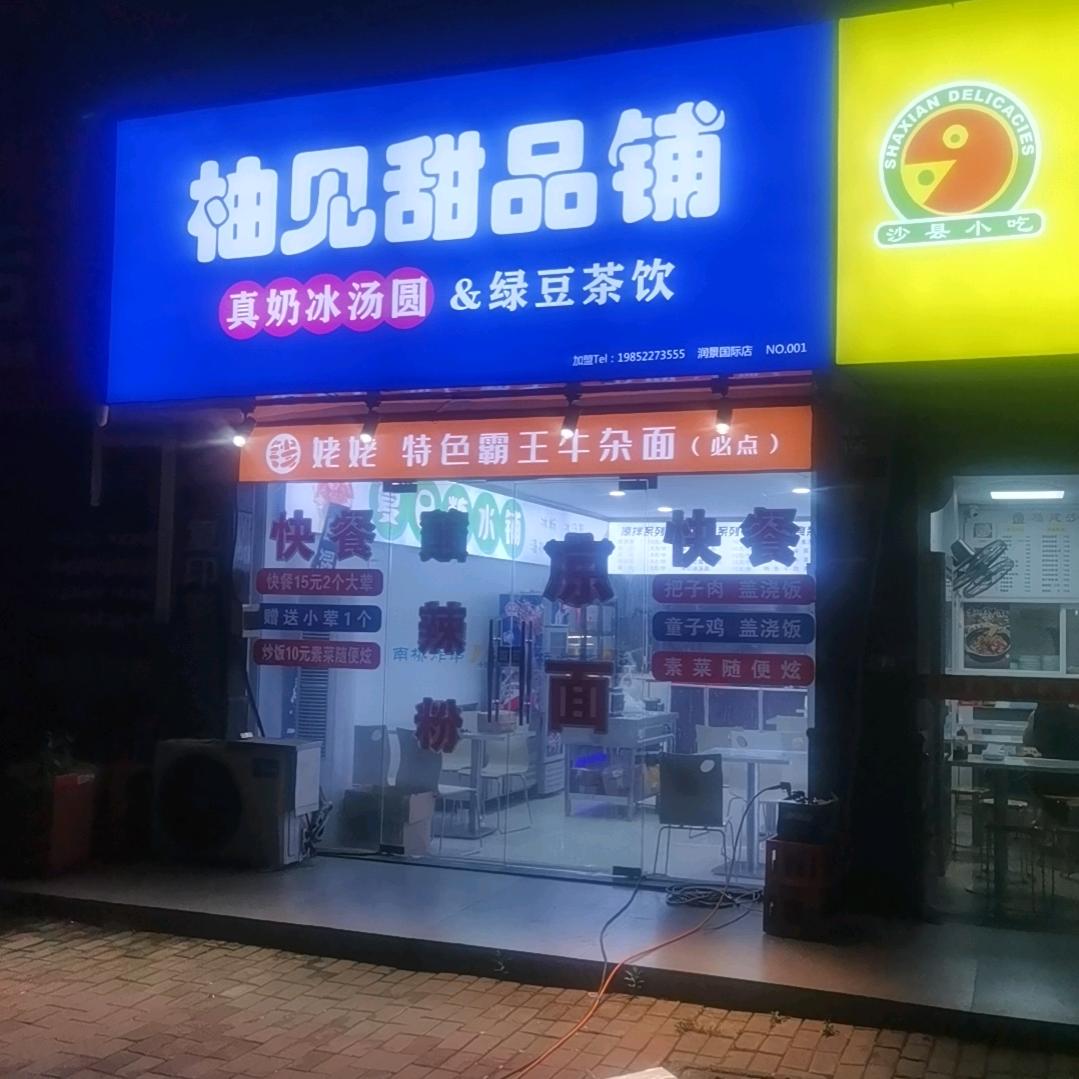 柚见甜品铺
真奶冰汤圆 &绿豆茶饮
加盟Tel：19852273555 润景国际店 NO.001
SHAXIAN DELICACIES
沙县小吃
姥姥 特色霸王牛杂面（必点）
快餐
快餐15元2个大荤
赠送小荤1个
炒饭10元素菜随便炫
酸辣粉
凉面
快餐
把子肉 盖浇饭
童子鸡 盖浇饭
素菜随便炫